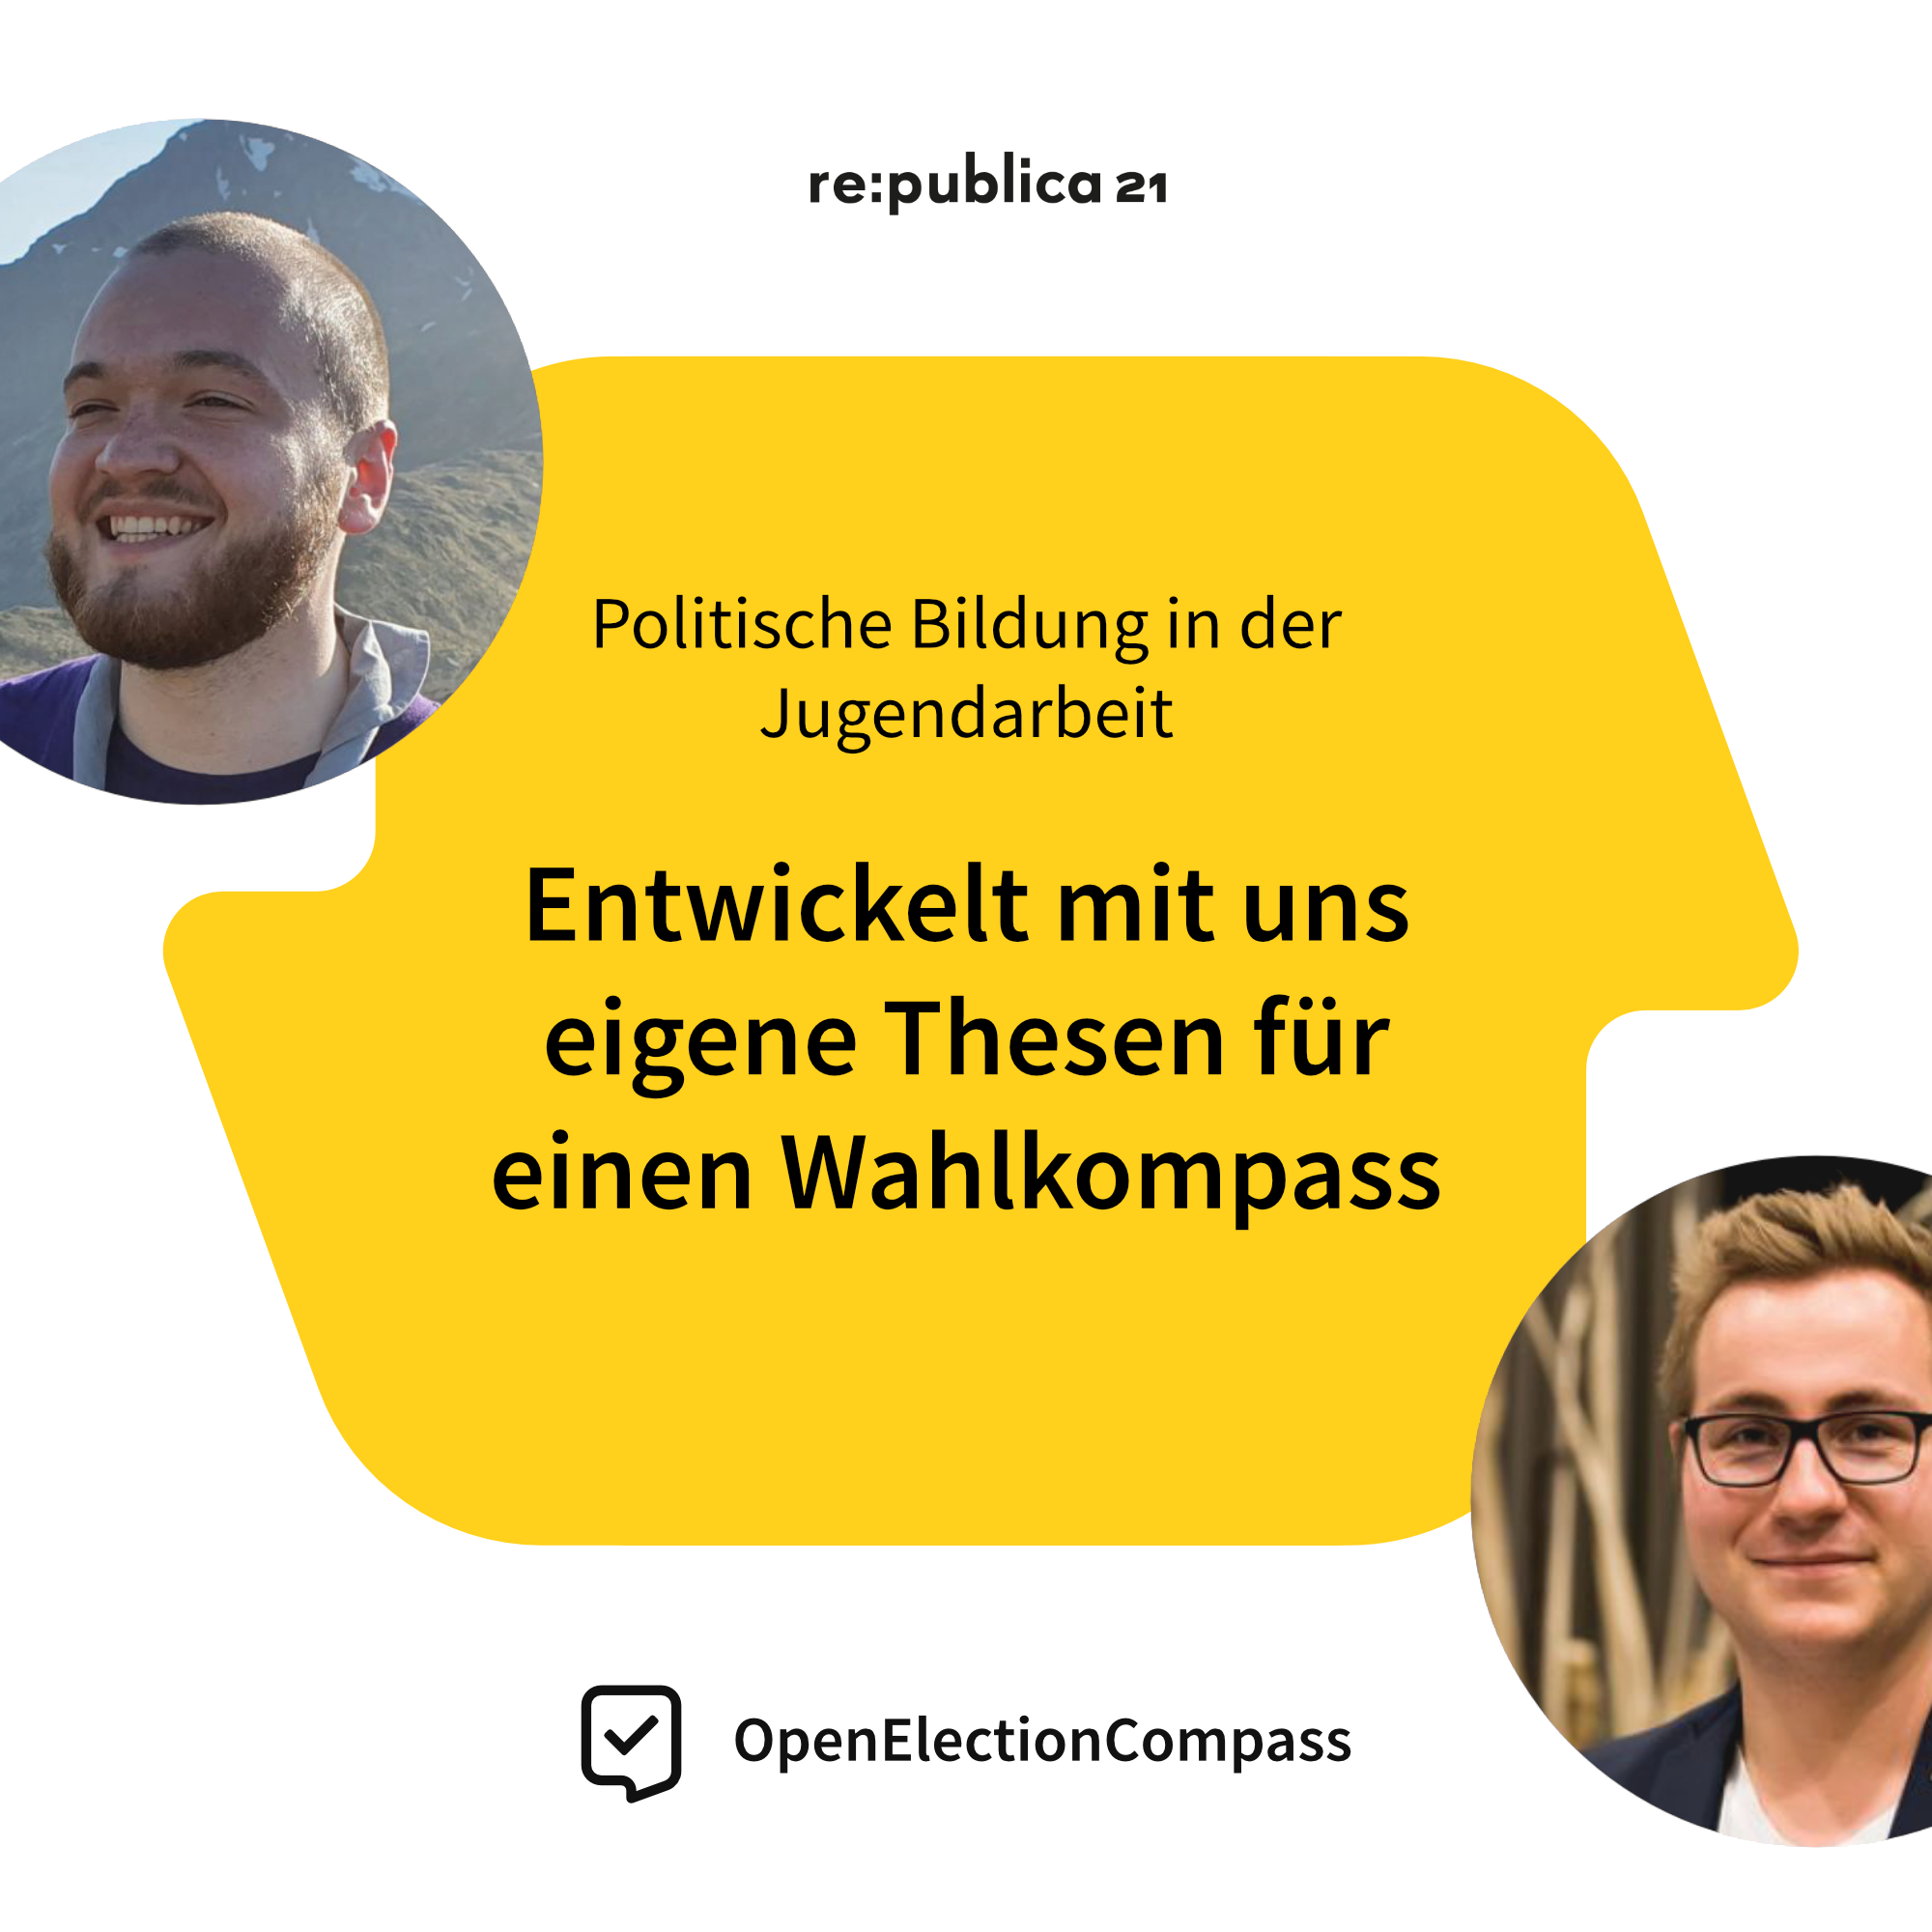 re:publica 21
Politische Bildung in der
Jugendarbeit
Entwickelt mit uns
eigene Thesen für
einen Wahlkompass
OpenElectionCompass